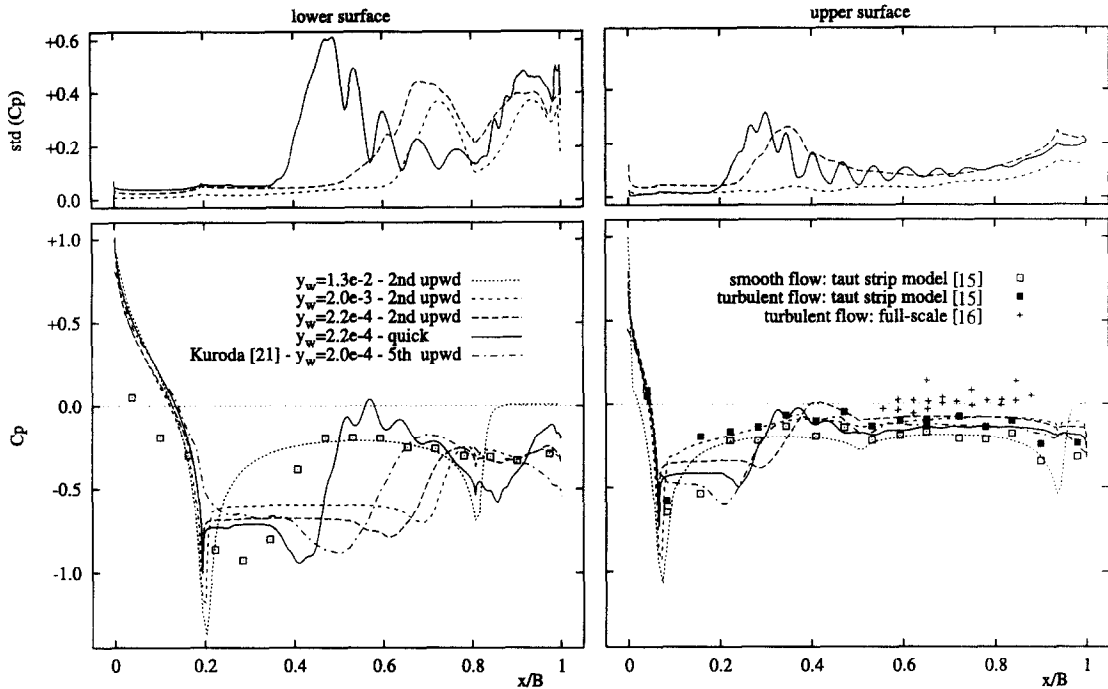 lower surface
upper surface
std (Cp)
+0.6
+0.4
+0.2
0.0
Cp
+1.0
+0.5
0.0
-0.5
-1.0
y_w=1.3e-2 - 2nd upwd
y_w=2.0e-3 - 2nd upwd
y_w=2.2e-4 - 2nd upwd
y_w=2.2e-4 - quick
Kuroda [21] - y_w=2.0e-4 - 5th upwd
smooth flow: taut strip model [15]
turbulent flow: taut strip model [15]
turbulent flow: full-scale [16]
0 0.2 0.4 0.6 0.8 1
x/B
0 0.2 0.4 0.6 0.8 1
x/B